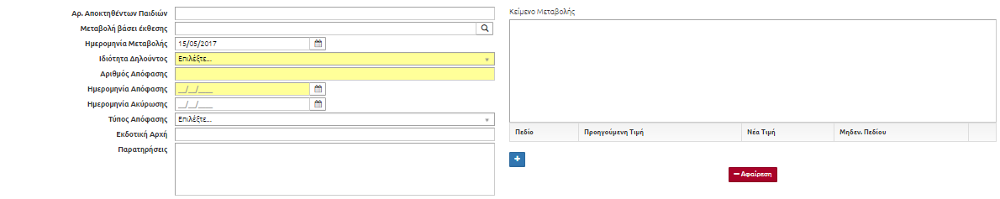 Αρ. Αποκτηθέντων Παιδιών
Μεταβολή βάσει έκθεσης
Ημερομηνία Μεταβολής 15/05/2017
Ιδιότητα Δηλούντος Επιλέξτε...
Αριθμός Απόφασης
Ημερομηνία Απόφασης __/__/____
Ημερομηνία Ακύρωσης __/__/____
Τύπος Απόφασης Επιλέξτε...
Εκδοτική Αρχή
Παρατηρήσεις
Κείμενο Μεταβολής
Πεδίο Προηγούμενη Τιμή Νέα Τιμή Μηδεν. Πεδίου
Αφαίρεση